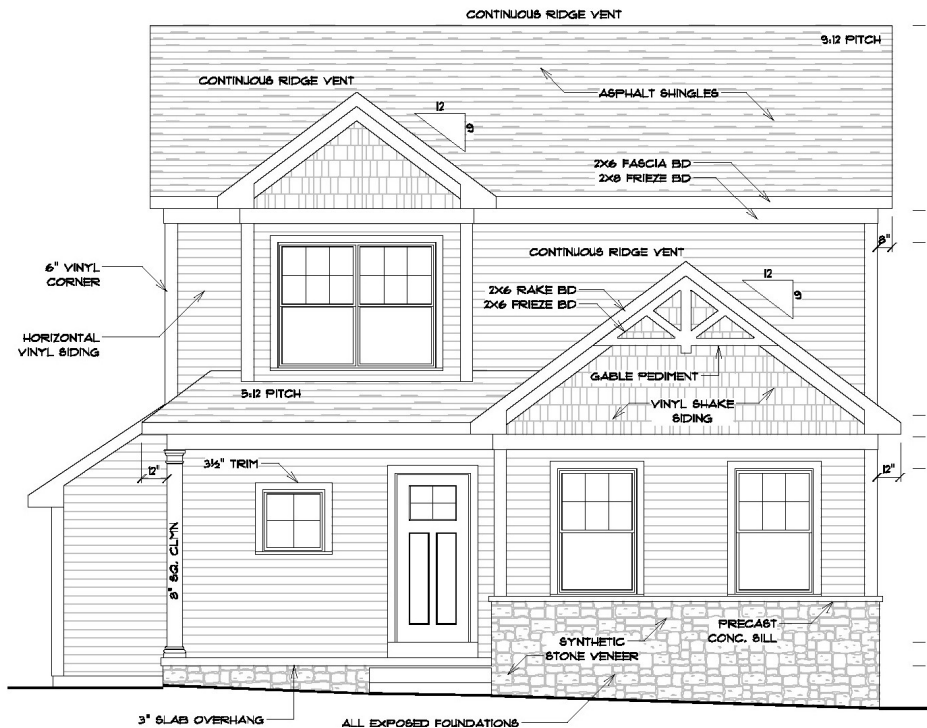 CONTINUOUS RIDGE VENT
9:12 PITCH
CONTINUOUS RIDGE VENT
ASPHALT SHINGLES
12
9
2X6 FASCIA BD
2X8 FRIEZE BD
8"
CONTINUOUS RIDGE VENT
6" VINYL
CORNER
12
9
2X6 RAKE BD
2X6 FRIEZE BD
HORIZONTAL
VINYL SIDING
GABLE PEDIMENT
5:12 PITCH
VINYL SHAKE
SIDING
12"
3½" TRIM
12"
8" SQ. CLMN
PRECAST
CONC. SILL
SYNTHETIC
STONE VENEER
3" SLAB OVERHANG
ALL EXPOSED FOUNDATIONS